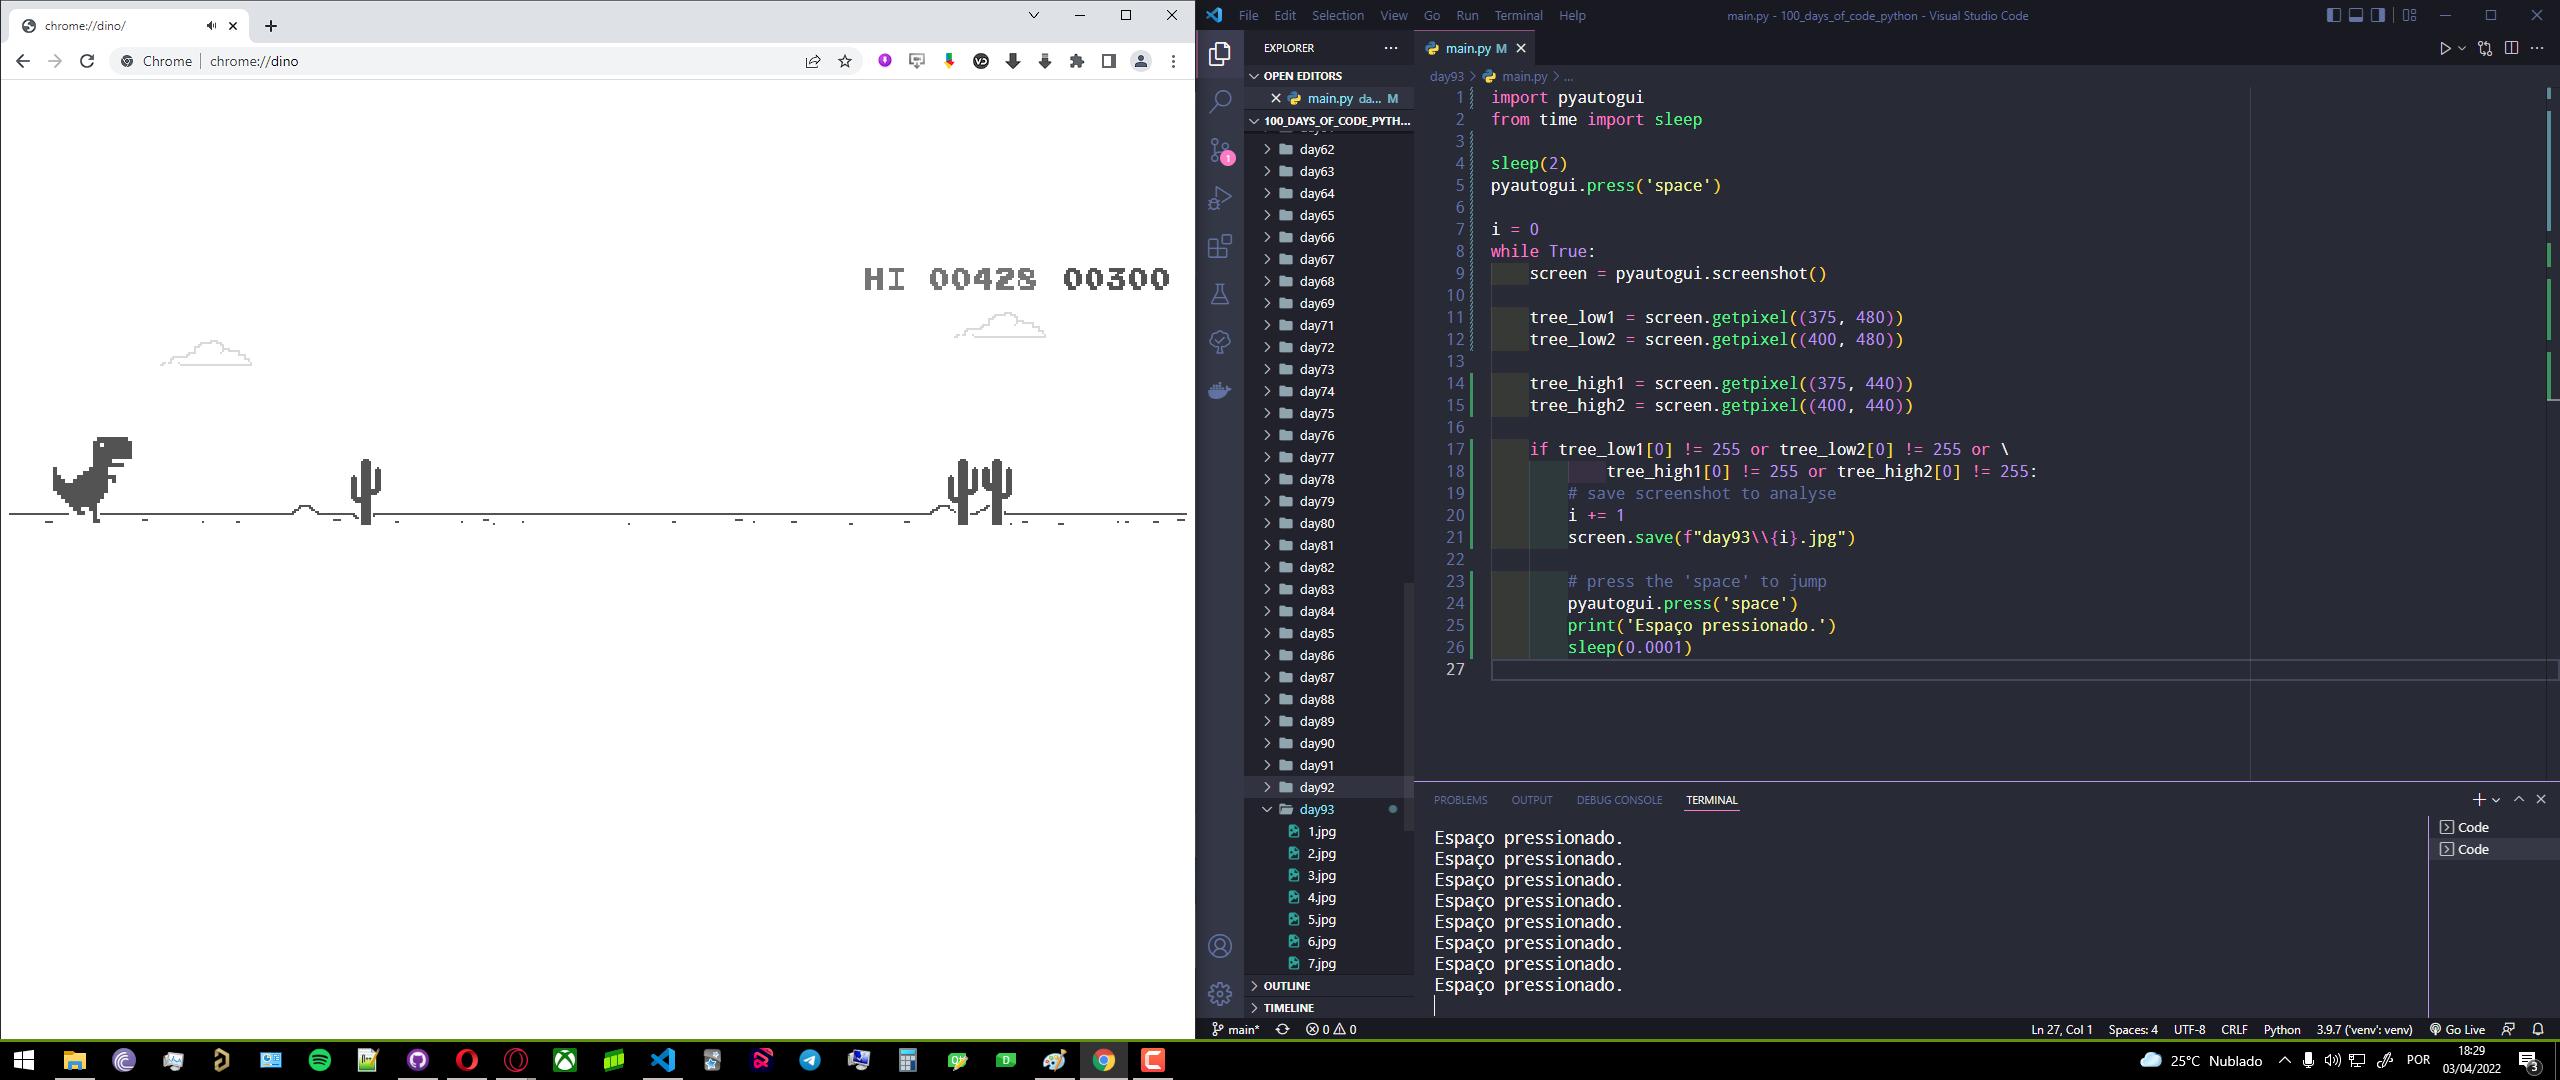 chrome://dino/
Chrome | chrome://dino
HI 00428 00300
File Edit Selection View Go Run Terminal Help
main.py - 100_days_of_code_python - Visual Studio Code
EXPLORER
OPEN EDITORS
main.py da... M
100_DAYS_OF_CODE_PYTH...
day62
day63
day64
day65
day66
day67
day68
day69
day71
day72
day73
day74
day75
day76
day77
day78
day79
day80
day81
day82
day83
day84
day85
day86
day87
day88
day89
day90
day91
day92
day93
1.jpg
2.jpg
3.jpg
4.jpg
5.jpg
6.jpg
7.jpg
OUTLINE
TIMELINE
1
main.py M
day93 > main.py > ...
1 import pyautogui
2 from time import sleep
3
4 sleep(2)
5 pyautogui.press('space')
6
7 i = 0
8 while True:
9 screen = pyautogui.screenshot()
10
11 tree_low1 = screen.getpixel((375, 480))
12 tree_low2 = screen.getpixel((400, 480))
13
14 tree_high1 = screen.getpixel((375, 440))
15 tree_high2 = screen.getpixel((400, 440))
16
17 if tree_low1[0] != 255 or tree_low2[0] != 255 or \
18 tree_high1[0] != 255 or tree_high2[0] != 255:
19 # save screenshot to analyse
20 i += 1
21 screen.save(f"day93\\{i}.jpg")
22
23 # press the 'space' to jump
24 pyautogui.press('space')
25 print('Espaço pressionado.')
26 sleep(0.0001)
27
PROBLEMS OUTPUT DEBUG CONSOLE TERMINAL
Espaço pressionado.
Espaço pressionado.
Espaço pressionado.
Espaço pressionado.
Espaço pressionado.
Espaço pressionado.
Espaço pressionado.
Espaço pressionado.
Code
Code
main* 0 0
Ln 27, Col 1 Spaces: 4 UTF-8 CRLF Python 3.9.7 ('venv': venv) Go Live
25°C Nublado
POR
18:29
03/04/2022
3